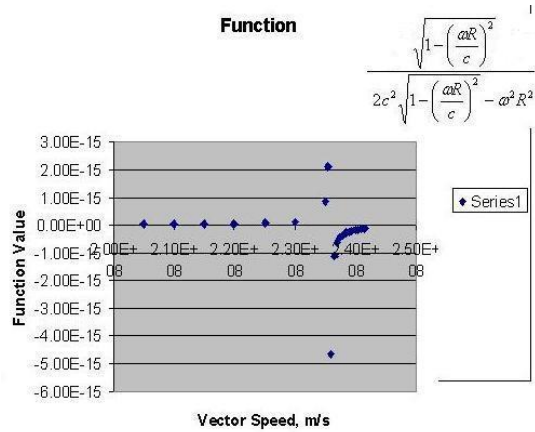 Function
√1−(ωR/c)²
2c²√1−(ωR/c)² − ω²R²
3.00E-15
2.00E-15
1.00E-15
0.00E+00
-1.00E-15
-2.00E-15
-3.00E-15
-4.00E-15
-5.00E-15
-6.00E-15
Function Value
2.00E+08
2.10E+08
2.20E+08
2.30E+08
2.40E+08
2.50E+08
Vector Speed, m/s
Series1